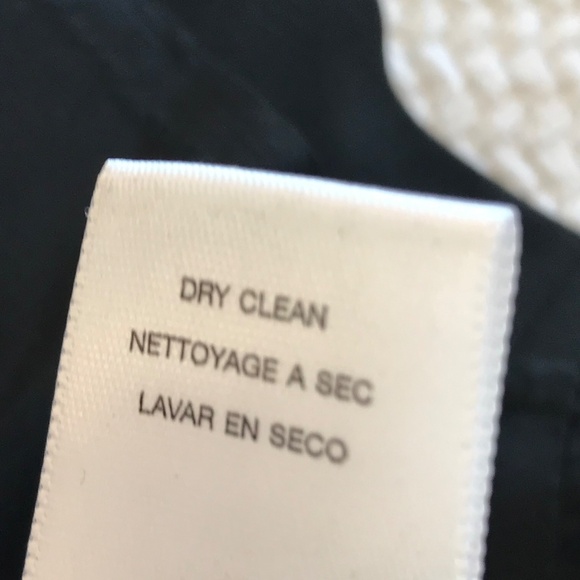 DRY CLEAN
NETTOYAGE A SEC
LAVAR EN SECO